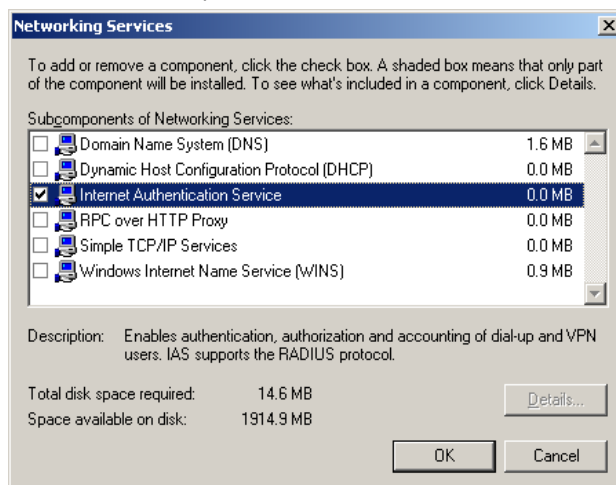 Networking Services
To add or remove a component, click the check box. A shaded box means that only part
of the component will be installed. To see what's included in a component, click Details.
Subcomponents of Networking Services:
Domain Name System (DNS) 1.6 MB
Dynamic Host Configuration Protocol (DHCP) 0.0 MB
Internet Authentication Service 0.0 MB
RPC over HTTP Proxy 0.0 MB
Simple TCP/IP Services 0.0 MB
Windows Internet Name Service (WINS) 0.9 MB
Description: Enables authentication, authorization and accounting of dial-up and VPN
users. IAS supports the RADIUS protocol.
Total disk space required: 14.6 MB
Details...
Space available on disk: 1914.9 MB
OK Cancel